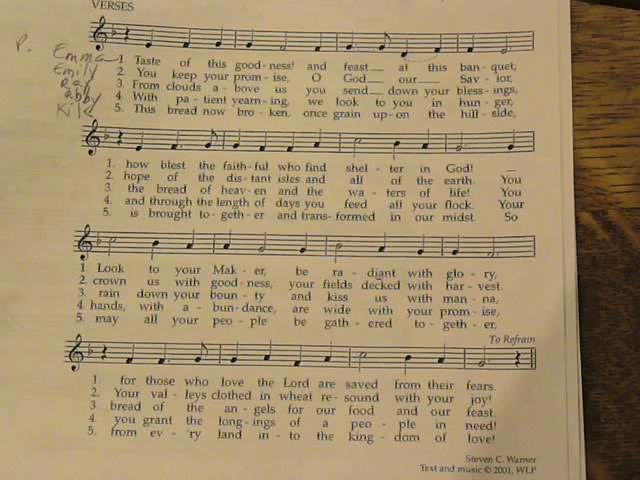 VERSES
P. Emma
Emily
Ray
abby
Kile
1 Taste of this good-ness! and feast__ at this ban-quet;
2. You keep your prom-ise, O God__ our__ Sav-ior,
3. From clouds a-bove us you send__ down your bless-ings,
4. With pa-tient yearn-ing, we look to you in hun-ger,
5. This bread now bro-ken, once grain up-on the hill-side,
1. how blest the faith-ful who find shel-ter in God! __
2. hope of the dis-tant isles and all of the earth. You
3. the bread of heav-en and the wa-ters of life! You
4. and through the length of days you feed all your flock. Your
5. is brought to-geth-er and trans-formed in our midst. So
1. Look to your Mak-er, be ra-diant with glo-ry,
2. crown us with good-ness, your fields decked with har-vest.
3. rain down your boun-ty and kiss us with man-na,
4. hands, with a-bun-dance, are wide with your prom-ise,
5. may all your peo-ple be gath-ered to-geth-er,
To Refrain
1. for those who love the Lord are saved from their fears.
2. Your val-leys clothed in wheat re-sound with your joy!
3. bread of the an-gels for our food and our feast.
4. you grant the long-ings of a peo-ple in need!
5. from ev-'ry land in-to the king-dom of love!
Steven C. Warner
Text and music © 2001, WLP